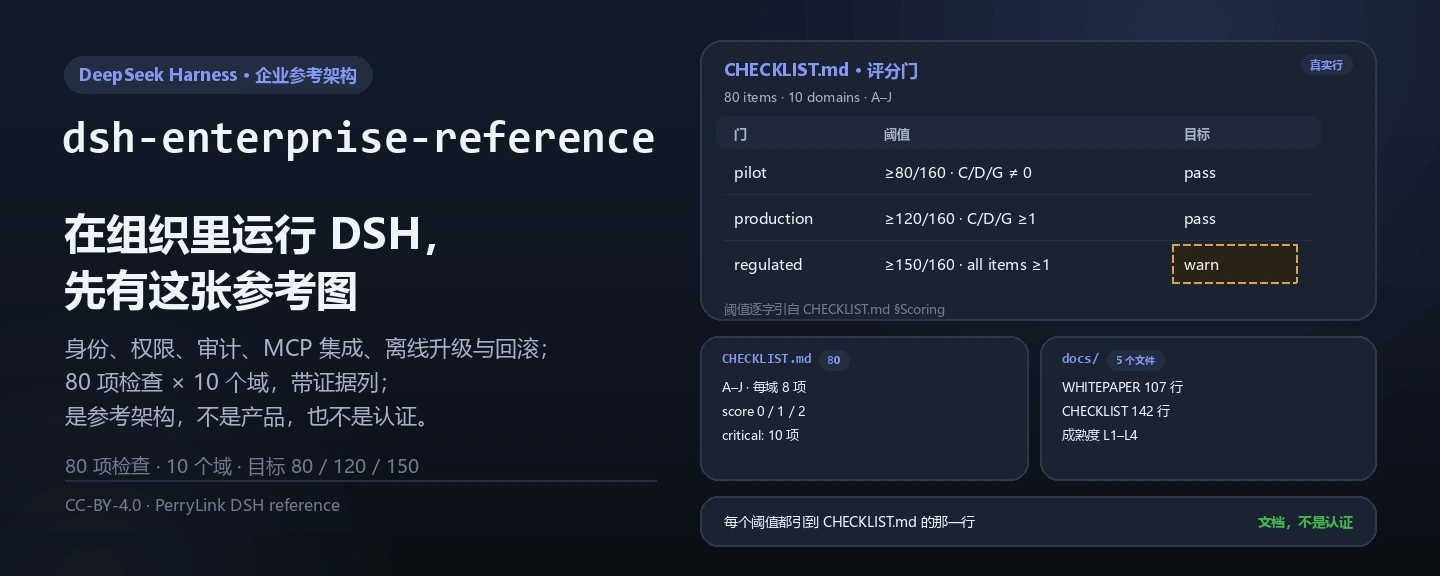 DeepSeek Harness • 企业参考架构
dsh-enterprise-reference
在组织里运行 DSH，
先有这张参考图
身份、权限、审计、MCP 集成、离线升级与回滚；
80 项检查 × 10 个域，带证据列；
是参考架构，不是产品，也不是认证。
80 项检查 · 10 个域 · 目标 80 / 120 / 150
CC-BY-4.0 · PerryLink DSH reference
CHECKLIST.md • 评分门
真实行
80 items · 10 domains · A–J
门 阈值 目标
pilot ≥80/160 · C/D/G ≠ 0 pass
production ≥120/160 · C/D/G ≥1 pass
regulated ≥150/160 · all items ≥1 warn
阈值逐字引自 CHECKLIST.md §Scoring
CHECKLIST.md 80
A–J · 每域 8 项
score 0 / 1 / 2
critical: 10 项
docs/ 5 个文件
WHITEPAPER 107 行
CHECKLIST 142 行
成熟度 L1–L4
每个阈值都引到 CHECKLIST.md 的那一行
文档，不是认证